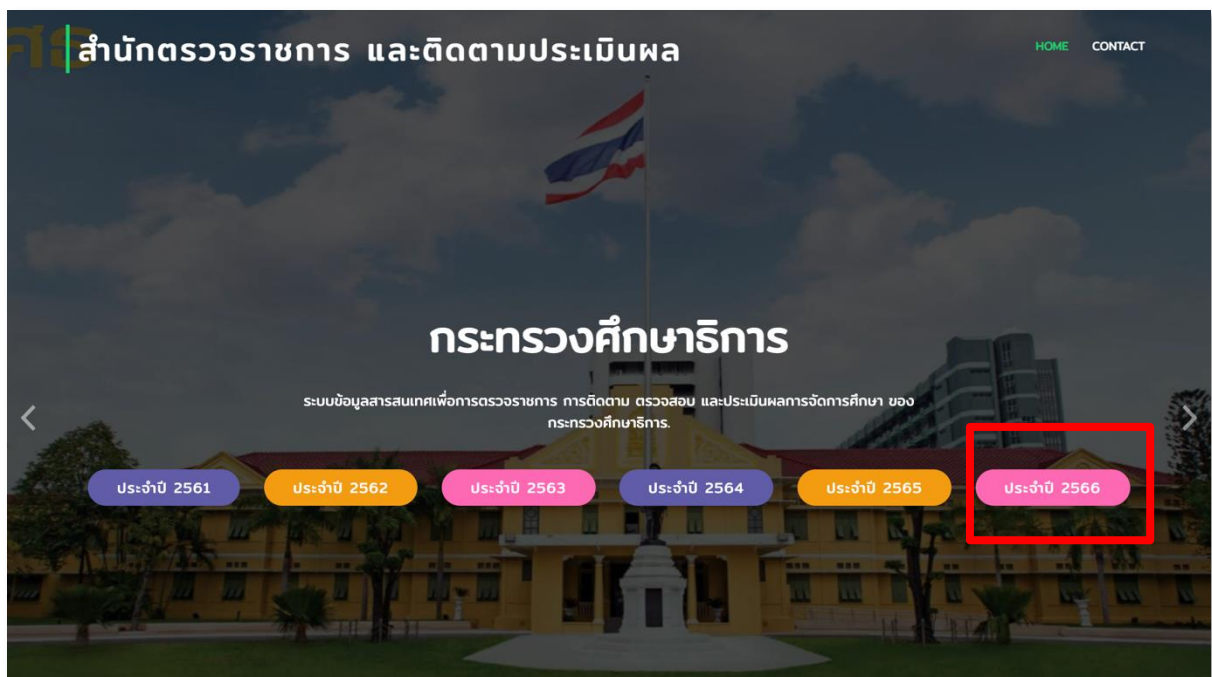 ศธ
สำนักตรวจราชการ และติดตามประเมินผล
HOME CONTACT
กระทรวงศึกษาธิการ
ระบบข้อมูลสารสนเทศเพื่อการตรวจราชการ การติดตาม ตรวจสอบ และประเมินผลการจัดการศึกษา ของ
กระทรวงศึกษาธิการ.
ประจำปี 2561 ประจำปี 2562 ประจำปี 2563 ประจำปี 2564 ประจำปี 2565 ประจำปี 2566